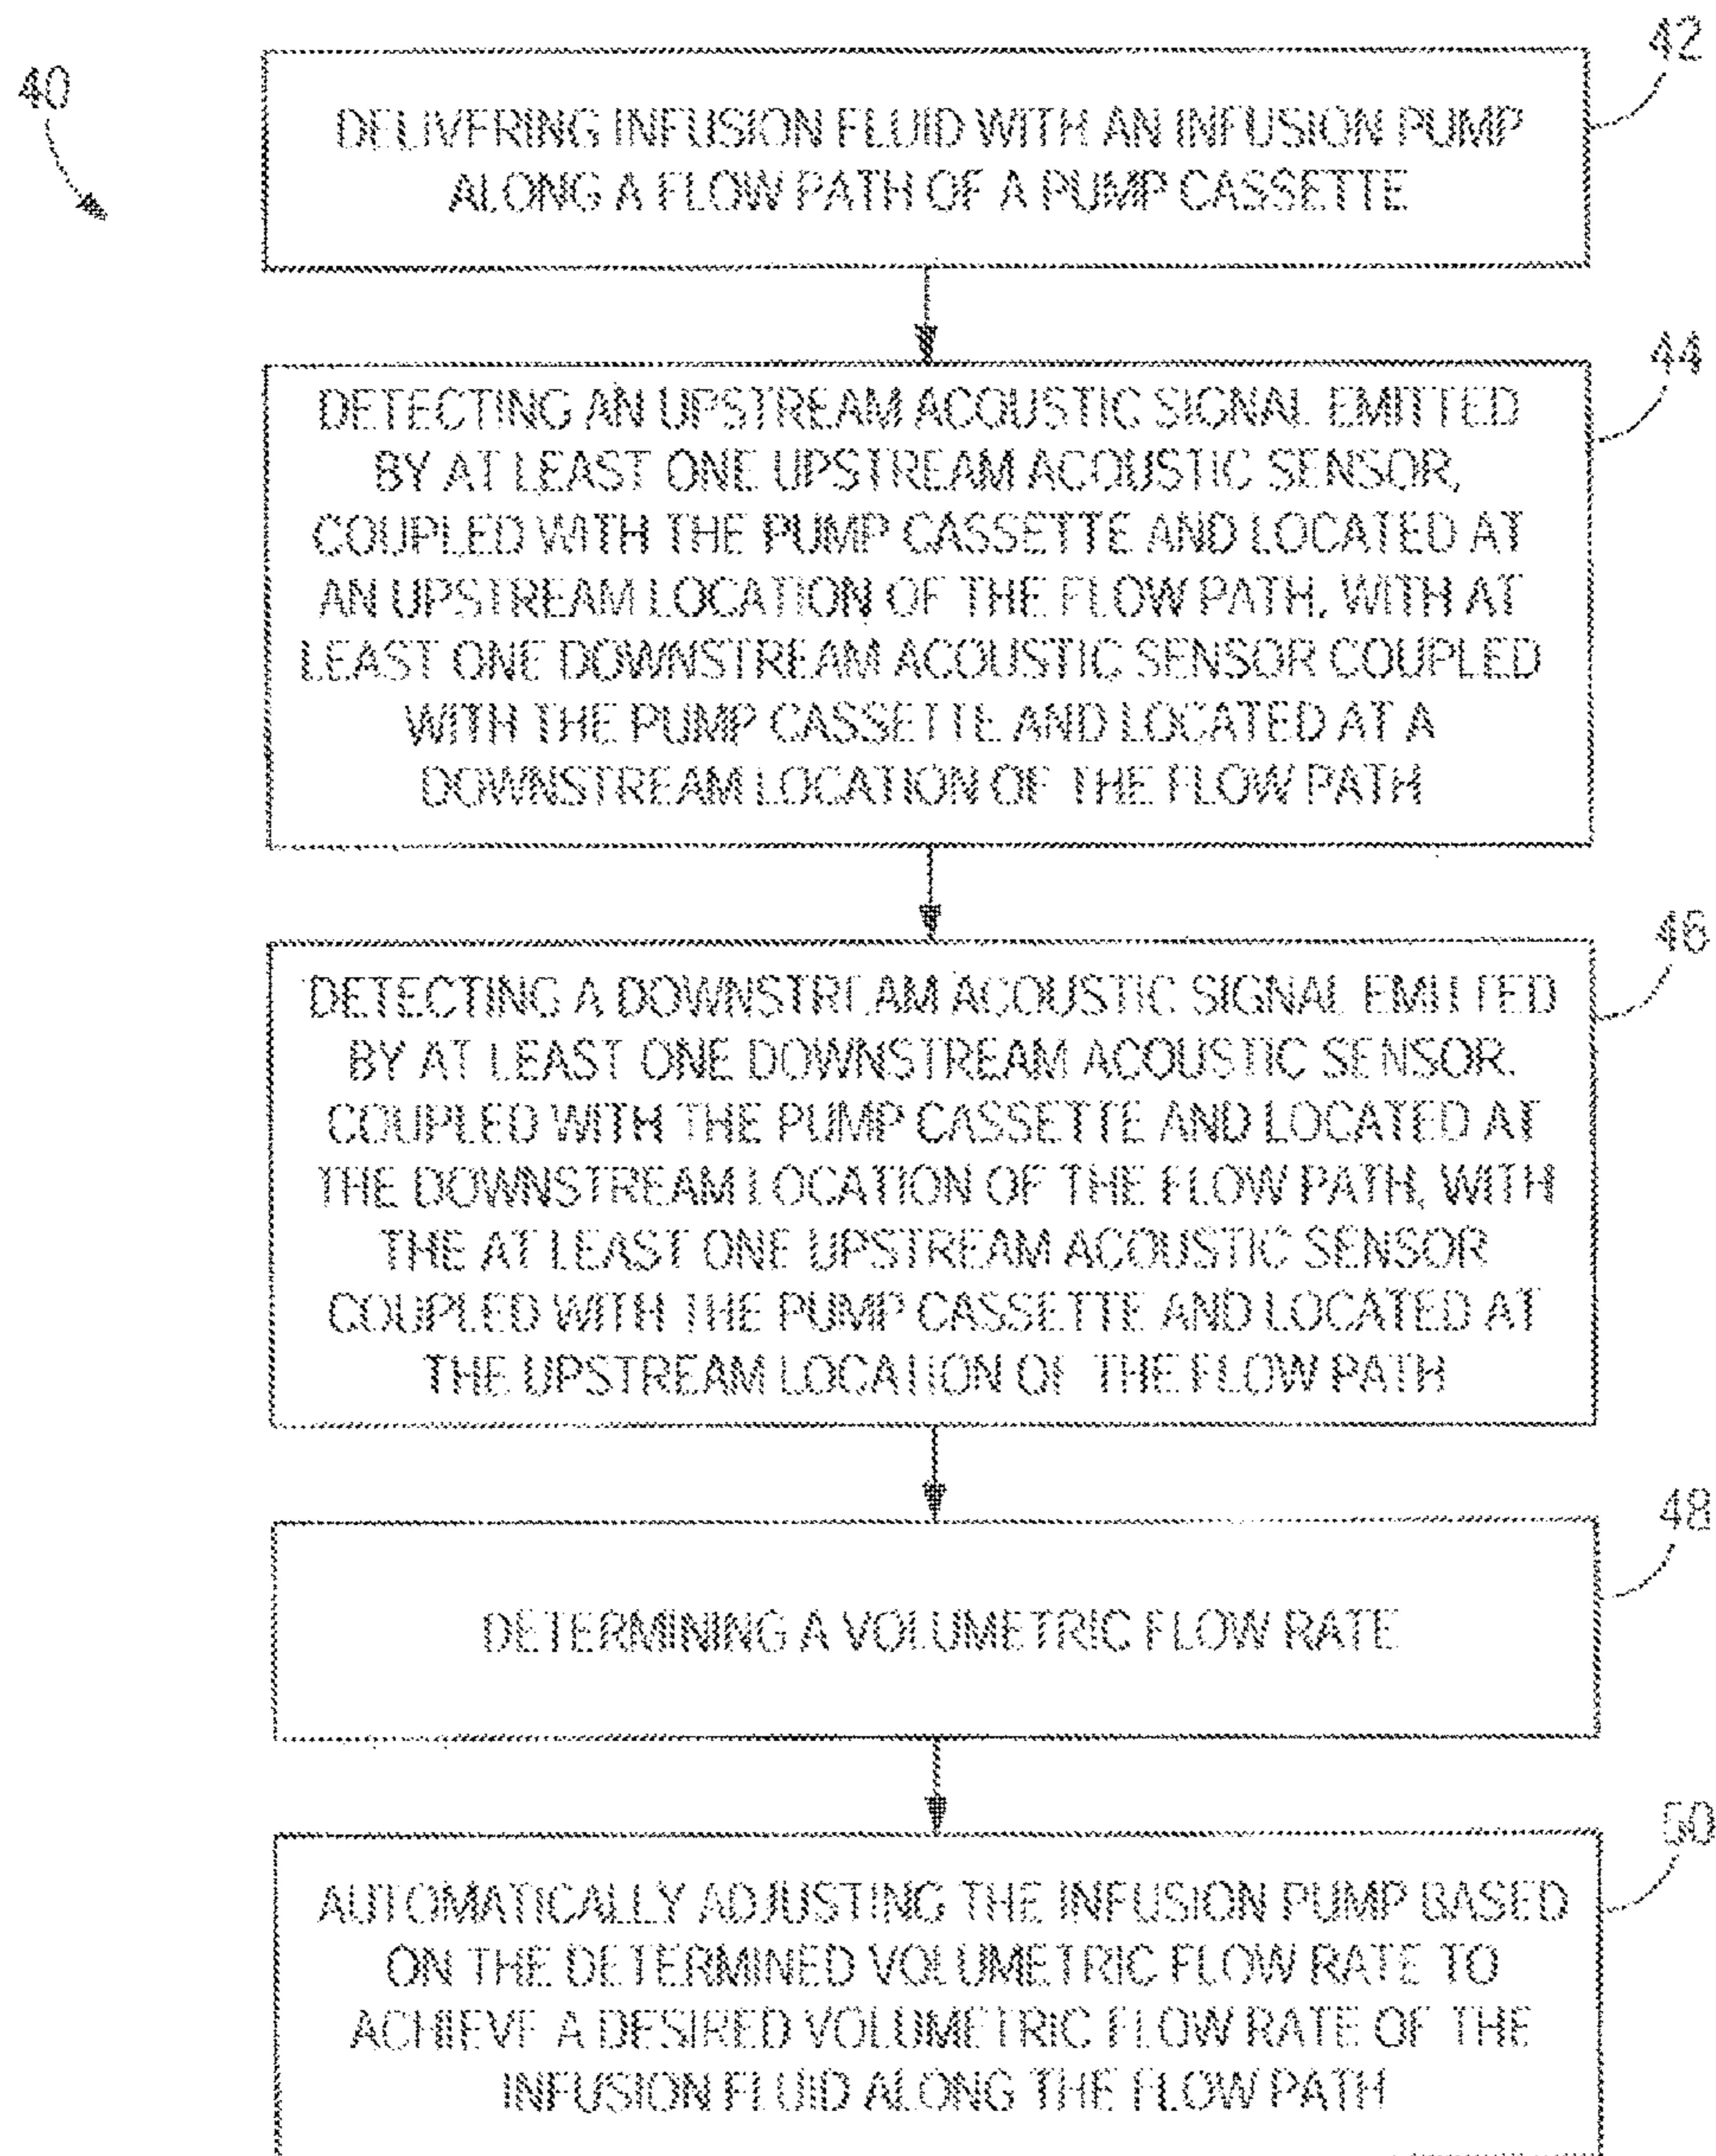 40
42
DELIVERING INFUSION FLUID WITH AN INFUSION PUMP
ALONG A FLOW PATH OF A PUMP CASSETTE
44
DETECTING AN UPSTREAM ACOUSTIC SIGNAL EMITTED
BY AT LEAST ONE UPSTREAM ACOUSTIC SENSOR,
COUPLED WITH THE PUMP CASSETTE AND LOCATED AT
AN UPSTREAM LOCATION OF THE FLOW PATH, WITH AT
LEAST ONE DOWNSTREAM ACOUSTIC SENSOR COUPLED
WITH THE PUMP CASSETTE AND LOCATED AT A
DOWNSTREAM LOCATION OF THE FLOW PATH
46
DETECTING A DOWNSTREAM ACOUSTIC SIGNAL EMITTED
BY AT LEAST ONE DOWNSTREAM ACOUSTIC SENSOR,
COUPLED WITH THE PUMP CASSETTE AND LOCATED AT
THE DOWNSTREAM LOCATION OF THE FLOW PATH, WITH
THE AT LEAST ONE UPSTREAM ACOUSTIC SENSOR
COUPLED WITH THE PUMP CASSETTE AND LOCATED AT
THE UPSTREAM LOCATION OF THE FLOW PATH
48
DETERMINING A VOLUMETRIC FLOW RATE
50
AUTOMATICALLY ADJUSTING THE INFUSION PUMP BASED
ON THE DETERMINED VOLUMETRIC FLOW RATE TO
ACHIEVE A DESIRED VOLUMETRIC FLOW RATE OF THE
INFUSION FLUID ALONG THE FLOW PATH